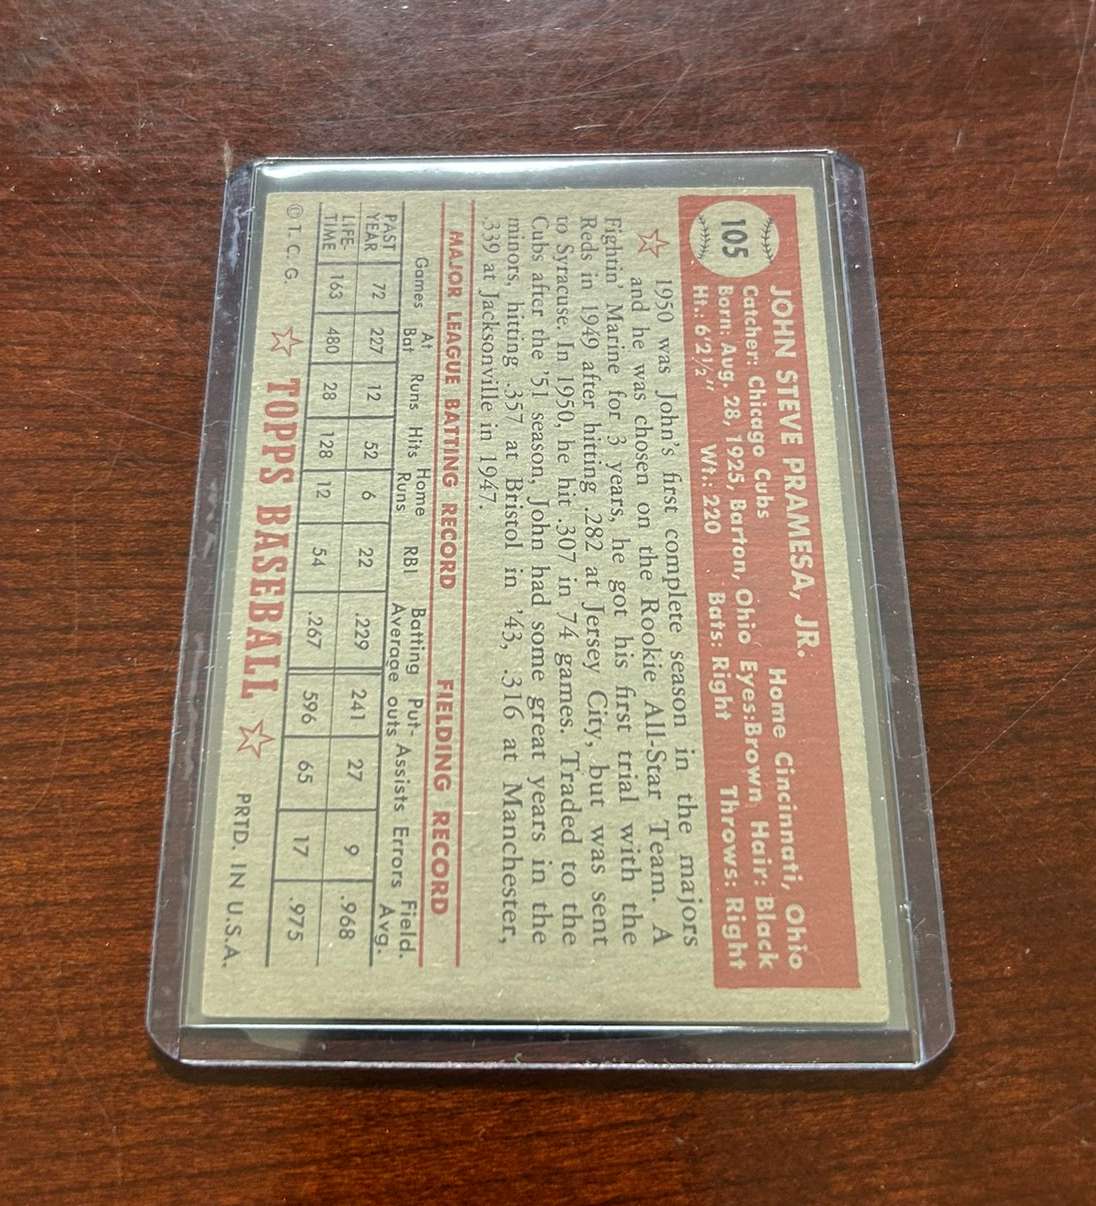 105
JOHN STEVE PRAMESA, JR. Home Cincinnati, Ohio
Catcher: Chicago Cubs
Born: Aug. 28, 1925, Barton, Ohio Eyes:Brown Hair: Black
Ht.: 6'2½" Wt.: 220 Bats: Right Throws: Right
1950 was John's first complete season in the majors
and he was chosen on the Rookie All-Star Team. A
Fightin' Marine for 3 years, he got his first trial with the
Reds in 1949 after hitting .282 at Jersey City, but was sent
to Syracuse. In 1950, he hit .307 in 74 games. Traded to the
Cubs after the '51 season, John had some great years in the
minors, hitting .357 at Bristol in '43, .316 at Manchester,
.339 at Jacksonville in 1947.
MAJOR LEAGUE BATTING RECORD FIELDING RECORD
Games At Bat Runs Hits Home Runs RBI Batting Average Put-outs Assists Errors Field. Avg.
PAST YEAR 72 227 12 52 6 22 .229 241 27 9 .968
LIFE-TIME 163 480 28 128 12 54 .267 596 65 17 .975
© T. C. G. TOPPS BASEBALL PRTD. IN U.S.A.